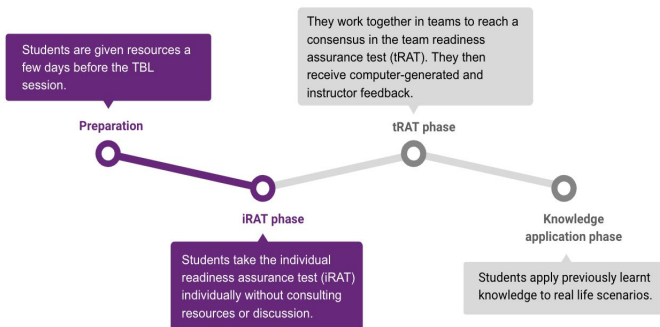 Students are given resources a
few days before the TBL
session.
Preparation
iRAT phase
Students take the individual
readiness assurance test (iRAT)
individually without consulting
resources or discussion.
They work together in teams to reach a
consensus in the team readiness
assurance test (tRAT). They then
receive computer-generated and
instructor feedback.
tRAT phase
Knowledge
application phase
Students apply previously learnt
knowledge to real life scenarios.